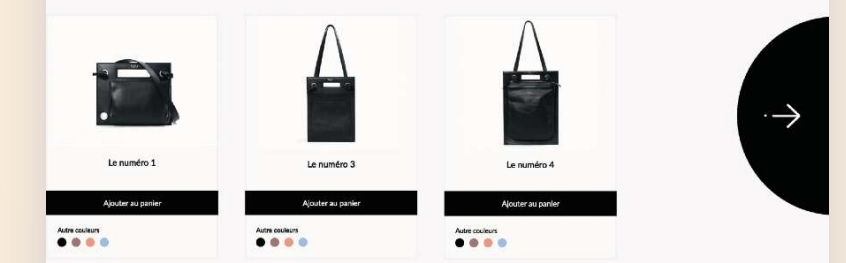 Le numéro 1
Le numéro 3
Le numéro 4
Ajouter au panier
Ajouter au panier
Ajouter au panier
Autre couleurs
Autre couleurs
Autre couleurs